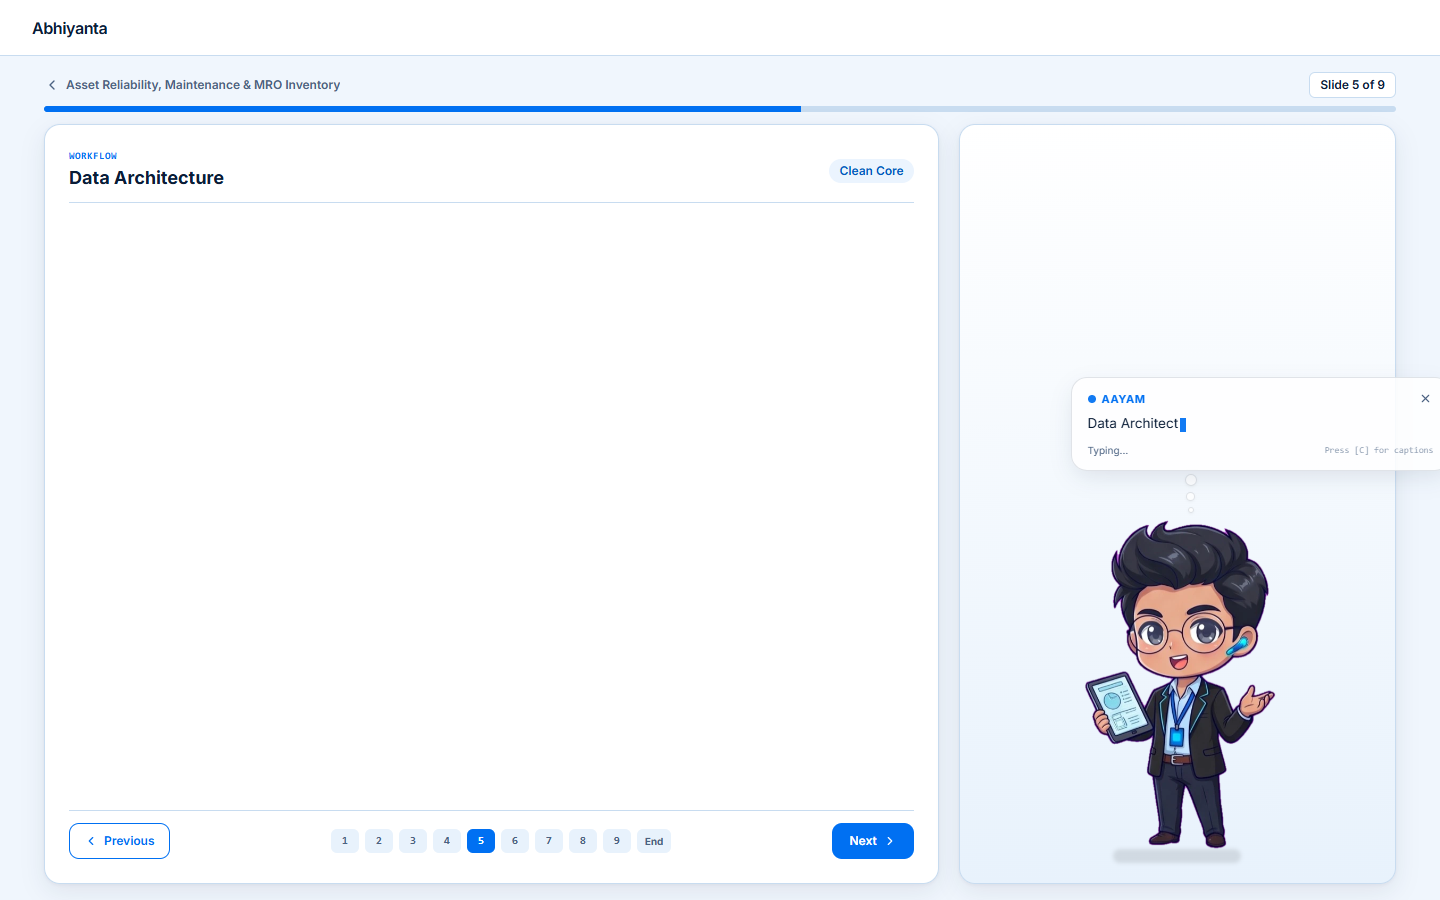 Abhiyanta
Asset Reliability, Maintenance & MRO Inventory
Slide 5 of 9
WORKFLOW
Data Architecture
Clean Core
AAYAM
Data Architect
Typing...
Press [C] for captions
Previous
1
2
3
4
5
6
7
8
9
End
Next